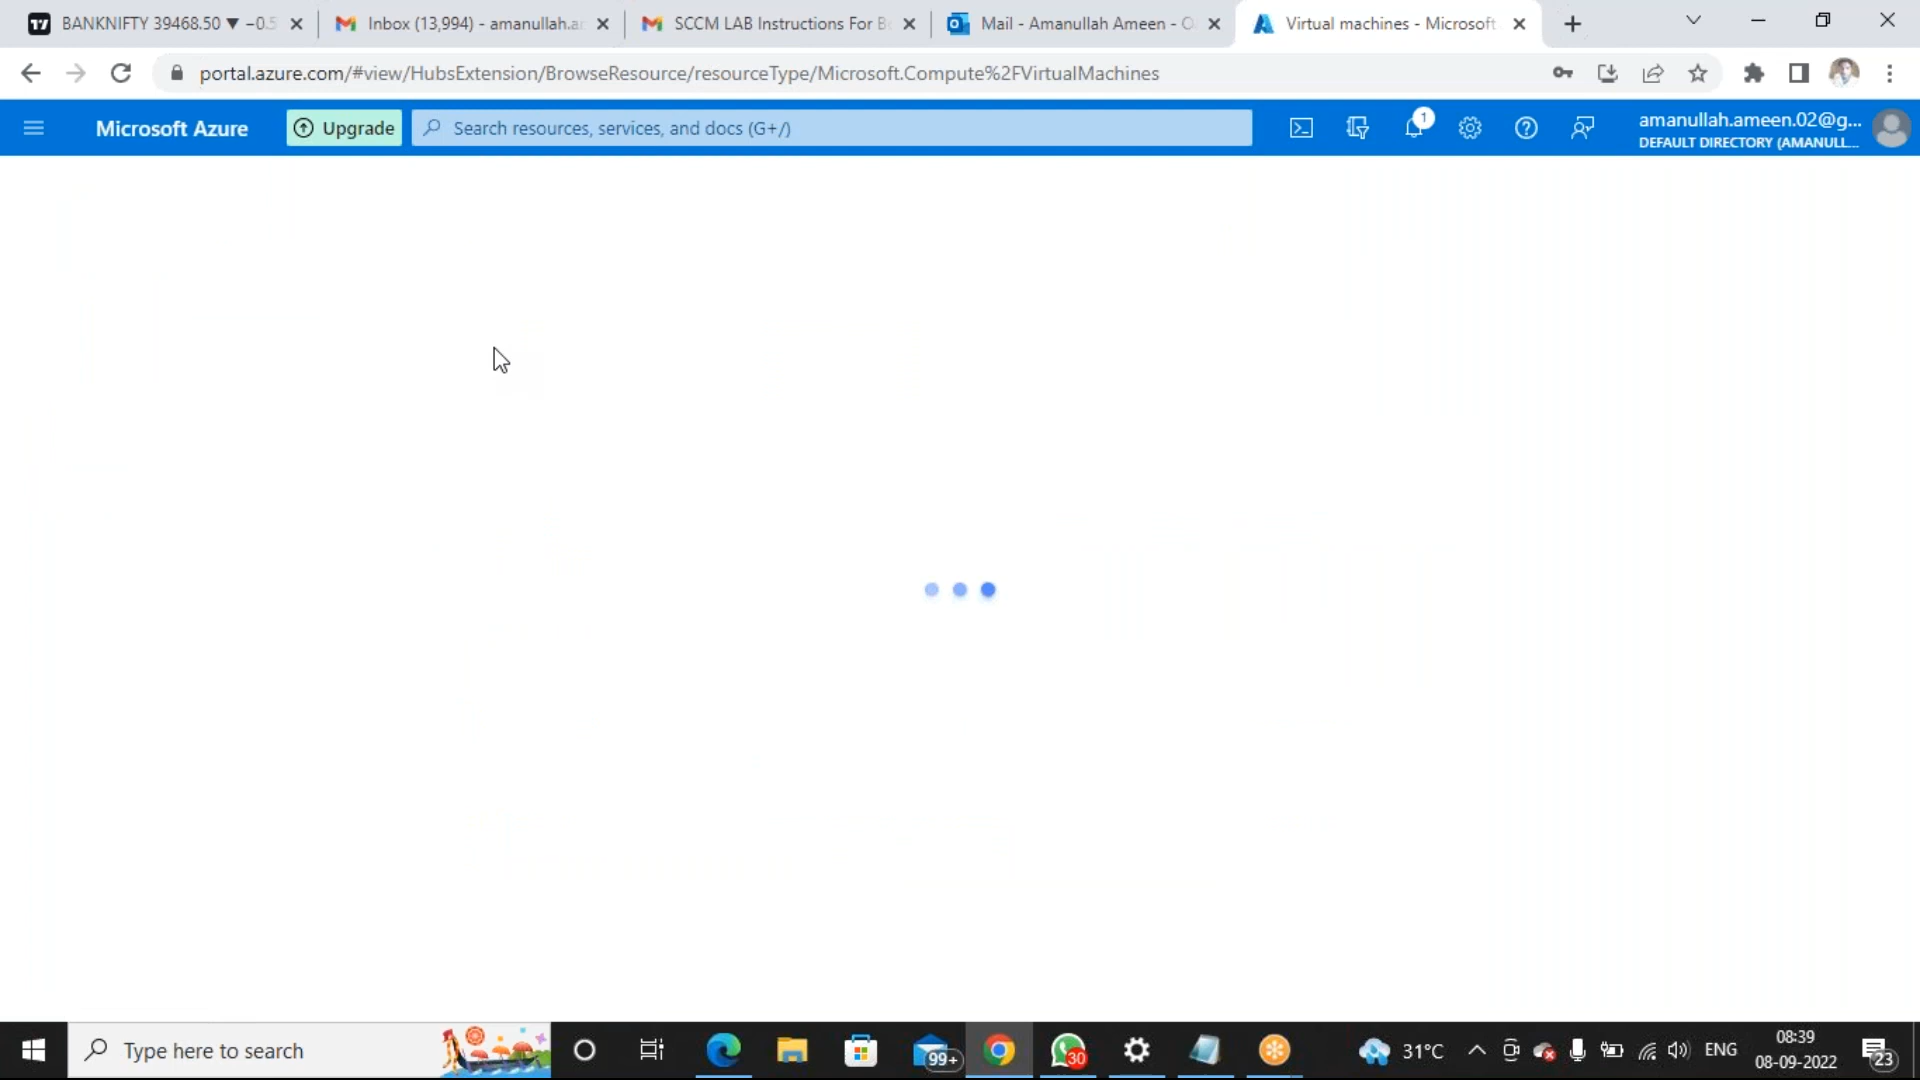 BANKNIFTY 39468.50 ▼ −0.5
Inbox (13,994) - amanullah.a
SCCM LAB Instructions For B
Mail - Amanullah Ameen - O
Virtual machines - Microsoft
portal.azure.com/#view/HubsExtension/BrowseResource/resourceType/Microsoft.Compute%2FVirtualMachines
Microsoft Azure
Upgrade
Search resources, services, and docs (G+/)
1
amanullah.ameen.02@g...
DEFAULT DIRECTORY (AMANULL...
Type here to search
99+
30
31°C
ENG
08:39
08-09-2022
23